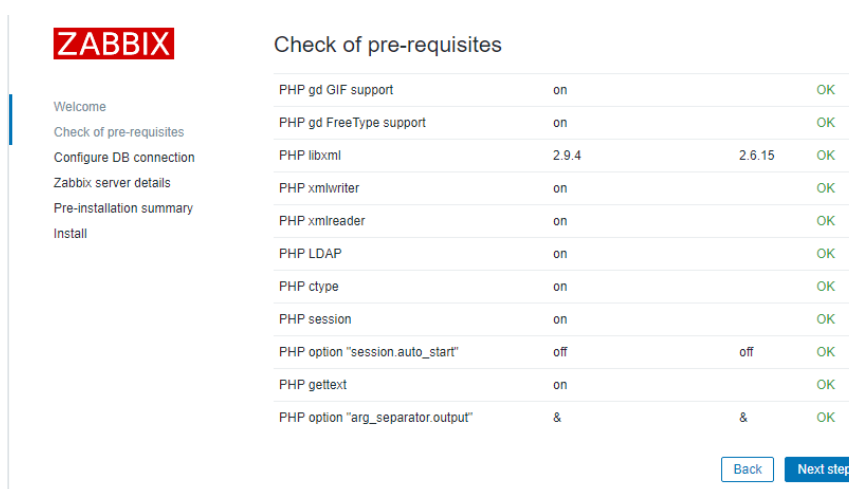 ZABBIX
Welcome
Check of pre-requisites
Configure DB connection
Zabbix server details
Pre-installation summary
Install
Check of pre-requisites
PHP gd GIF support on OK
PHP gd FreeType support on OK
PHP libxml 2.9.4 2.6.15 OK
PHP xmlwriter on OK
PHP xmlreader on OK
PHP LDAP on OK
PHP ctype on OK
PHP session on OK
PHP option "session.auto_start" off off OK
PHP gettext on OK
PHP option "arg_separator.output" & & OK
Back Next step